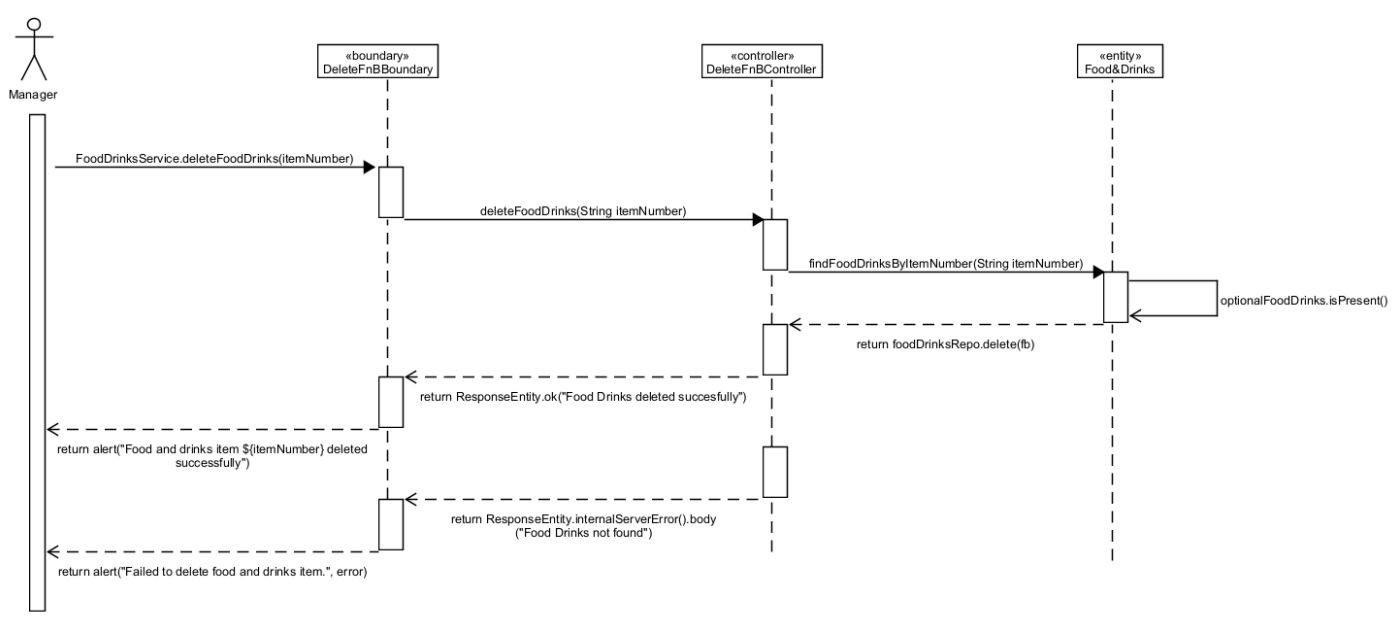 «boundary»
DeleteFnBBoundary
«controller»
DeleteFnBController
«entity»
Food&Drinks
Manager
FoodDrinksService.deleteFoodDrinks(itemNumber)
deleteFoodDrinks(String itemNumber)
findFoodDrinksByItemNumber(String itemNumber)
optionalFoodDrinks.isPresent()
return foodDrinksRepo.delete(fb)
return ResponseEntity.ok("Food Drinks deleted succesfully")
return alert("Food and drinks item ${itemNumber} deleted
successfully")
return ResponseEntity.internalServerError().body
("Food Drinks not found")
return alert("Failed to delete food and drinks item.", error)